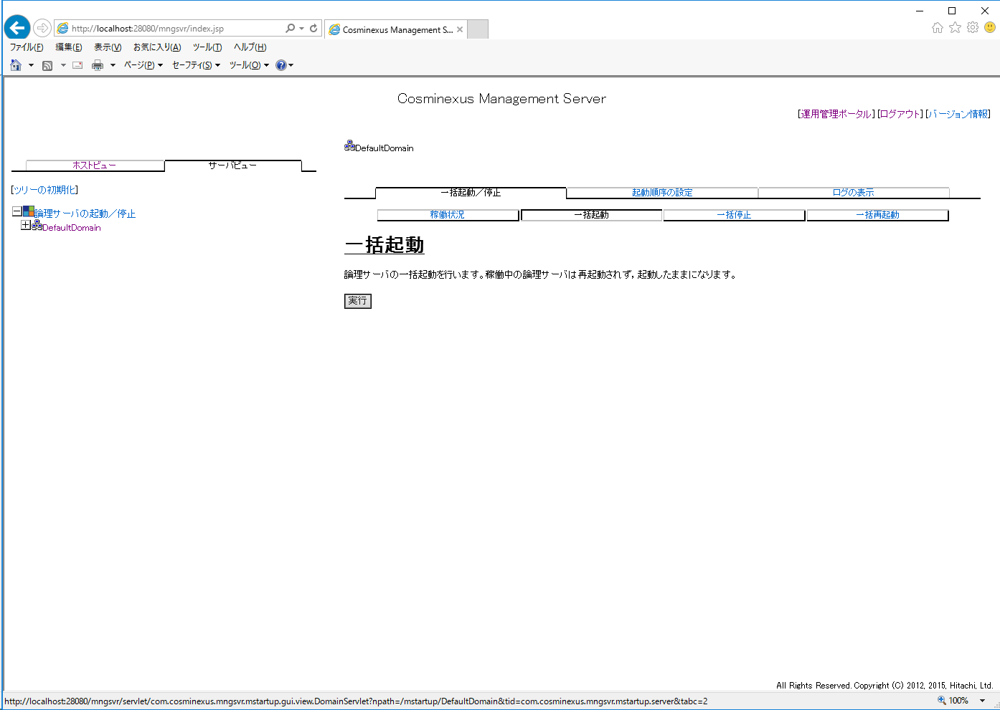 http://localhost:28080/mngsvr/index.jsp
Cosminexus Management S...
ファイル(F) 編集(E) 表示(V) お気に入り(A) ツール(T) ヘルプ(H)
ページ(P) セーフティ(S) ツール(O)
Cosminexus Management Server
[運用管理ポータル] [ログアウト] [バージョン情報]
DefaultDomain
ホストビュー サーバビュー
[ツリーの初期化]
論理サーバの起動／停止
DefaultDomain
一括起動／停止 起動順序の設定 ログの表示
稼働状況 一括起動 一括停止 一括再起動
一括起動
論理サーバの一括起動を行います。稼働中の論理サーバは再起動されず，起動したままになります。
実行
All Rights Reserved. Copyright (C) 2012, 2015, Hitachi, Ltd.
http://localhost:28080/mngsvr/servlet/com.cosminexus.mngsvr.mstartup.gui.view.DomainServlet?npath=/mstartup/DefaultDomain&tid=com.cosminexus.mngsvr.mstartup.server&tabc=2
100%